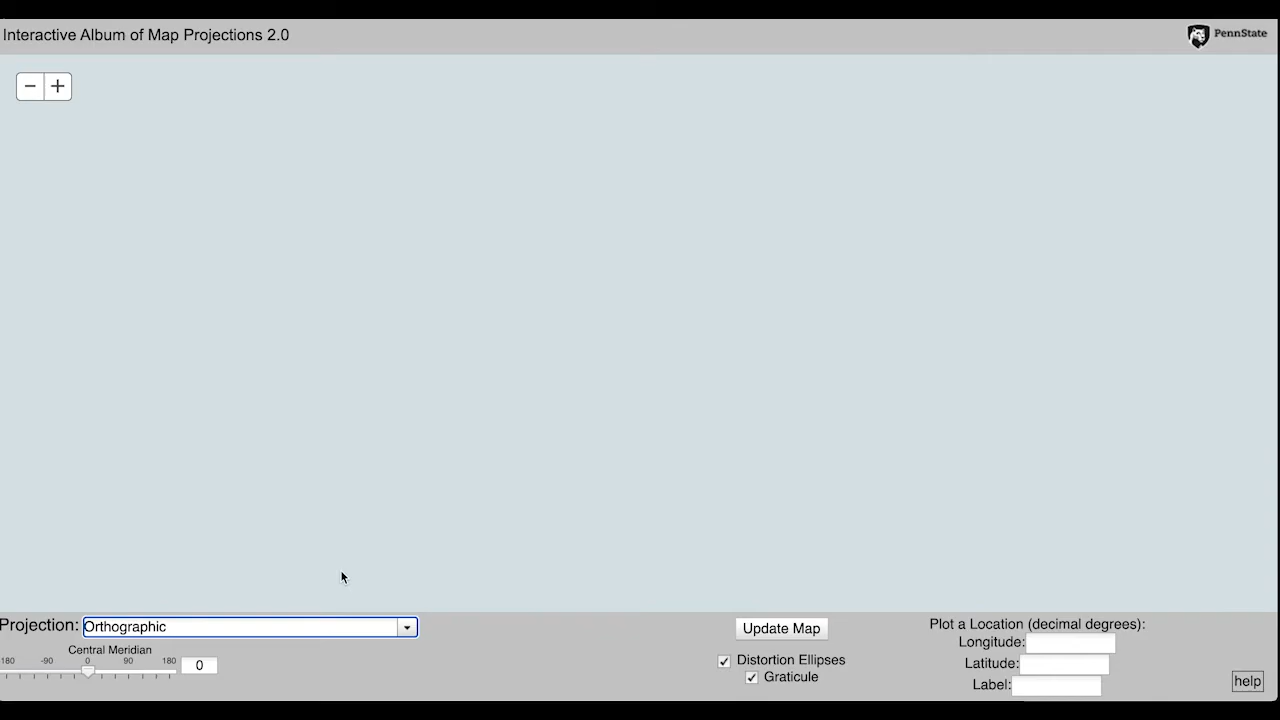 Interactive Album of Map Projections 2.0
PennState
− +
Projection: Orthographic
Central Meridian
180 -90 0 90 180
0
Update Map
Distortion Ellipses
Graticule
Plot a Location (decimal degrees):
Longitude:
Latitude:
Label:
help